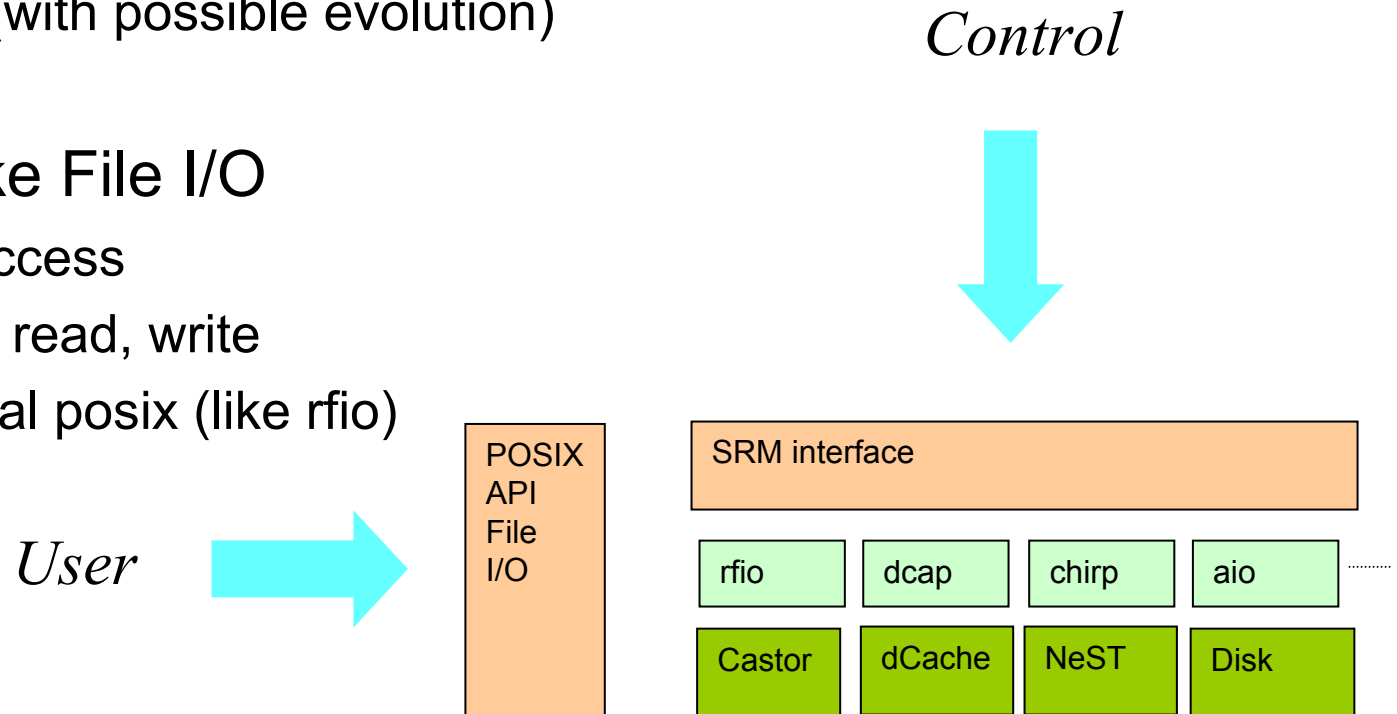 (with possible evolution)
Control
ke File I/O
ccess
read, write
al posix (like rfio)
User
POSIX
API
File
I/O
SRM interface
rfio
dcap
chirp
aio
Castor
dCache
NeST
Disk